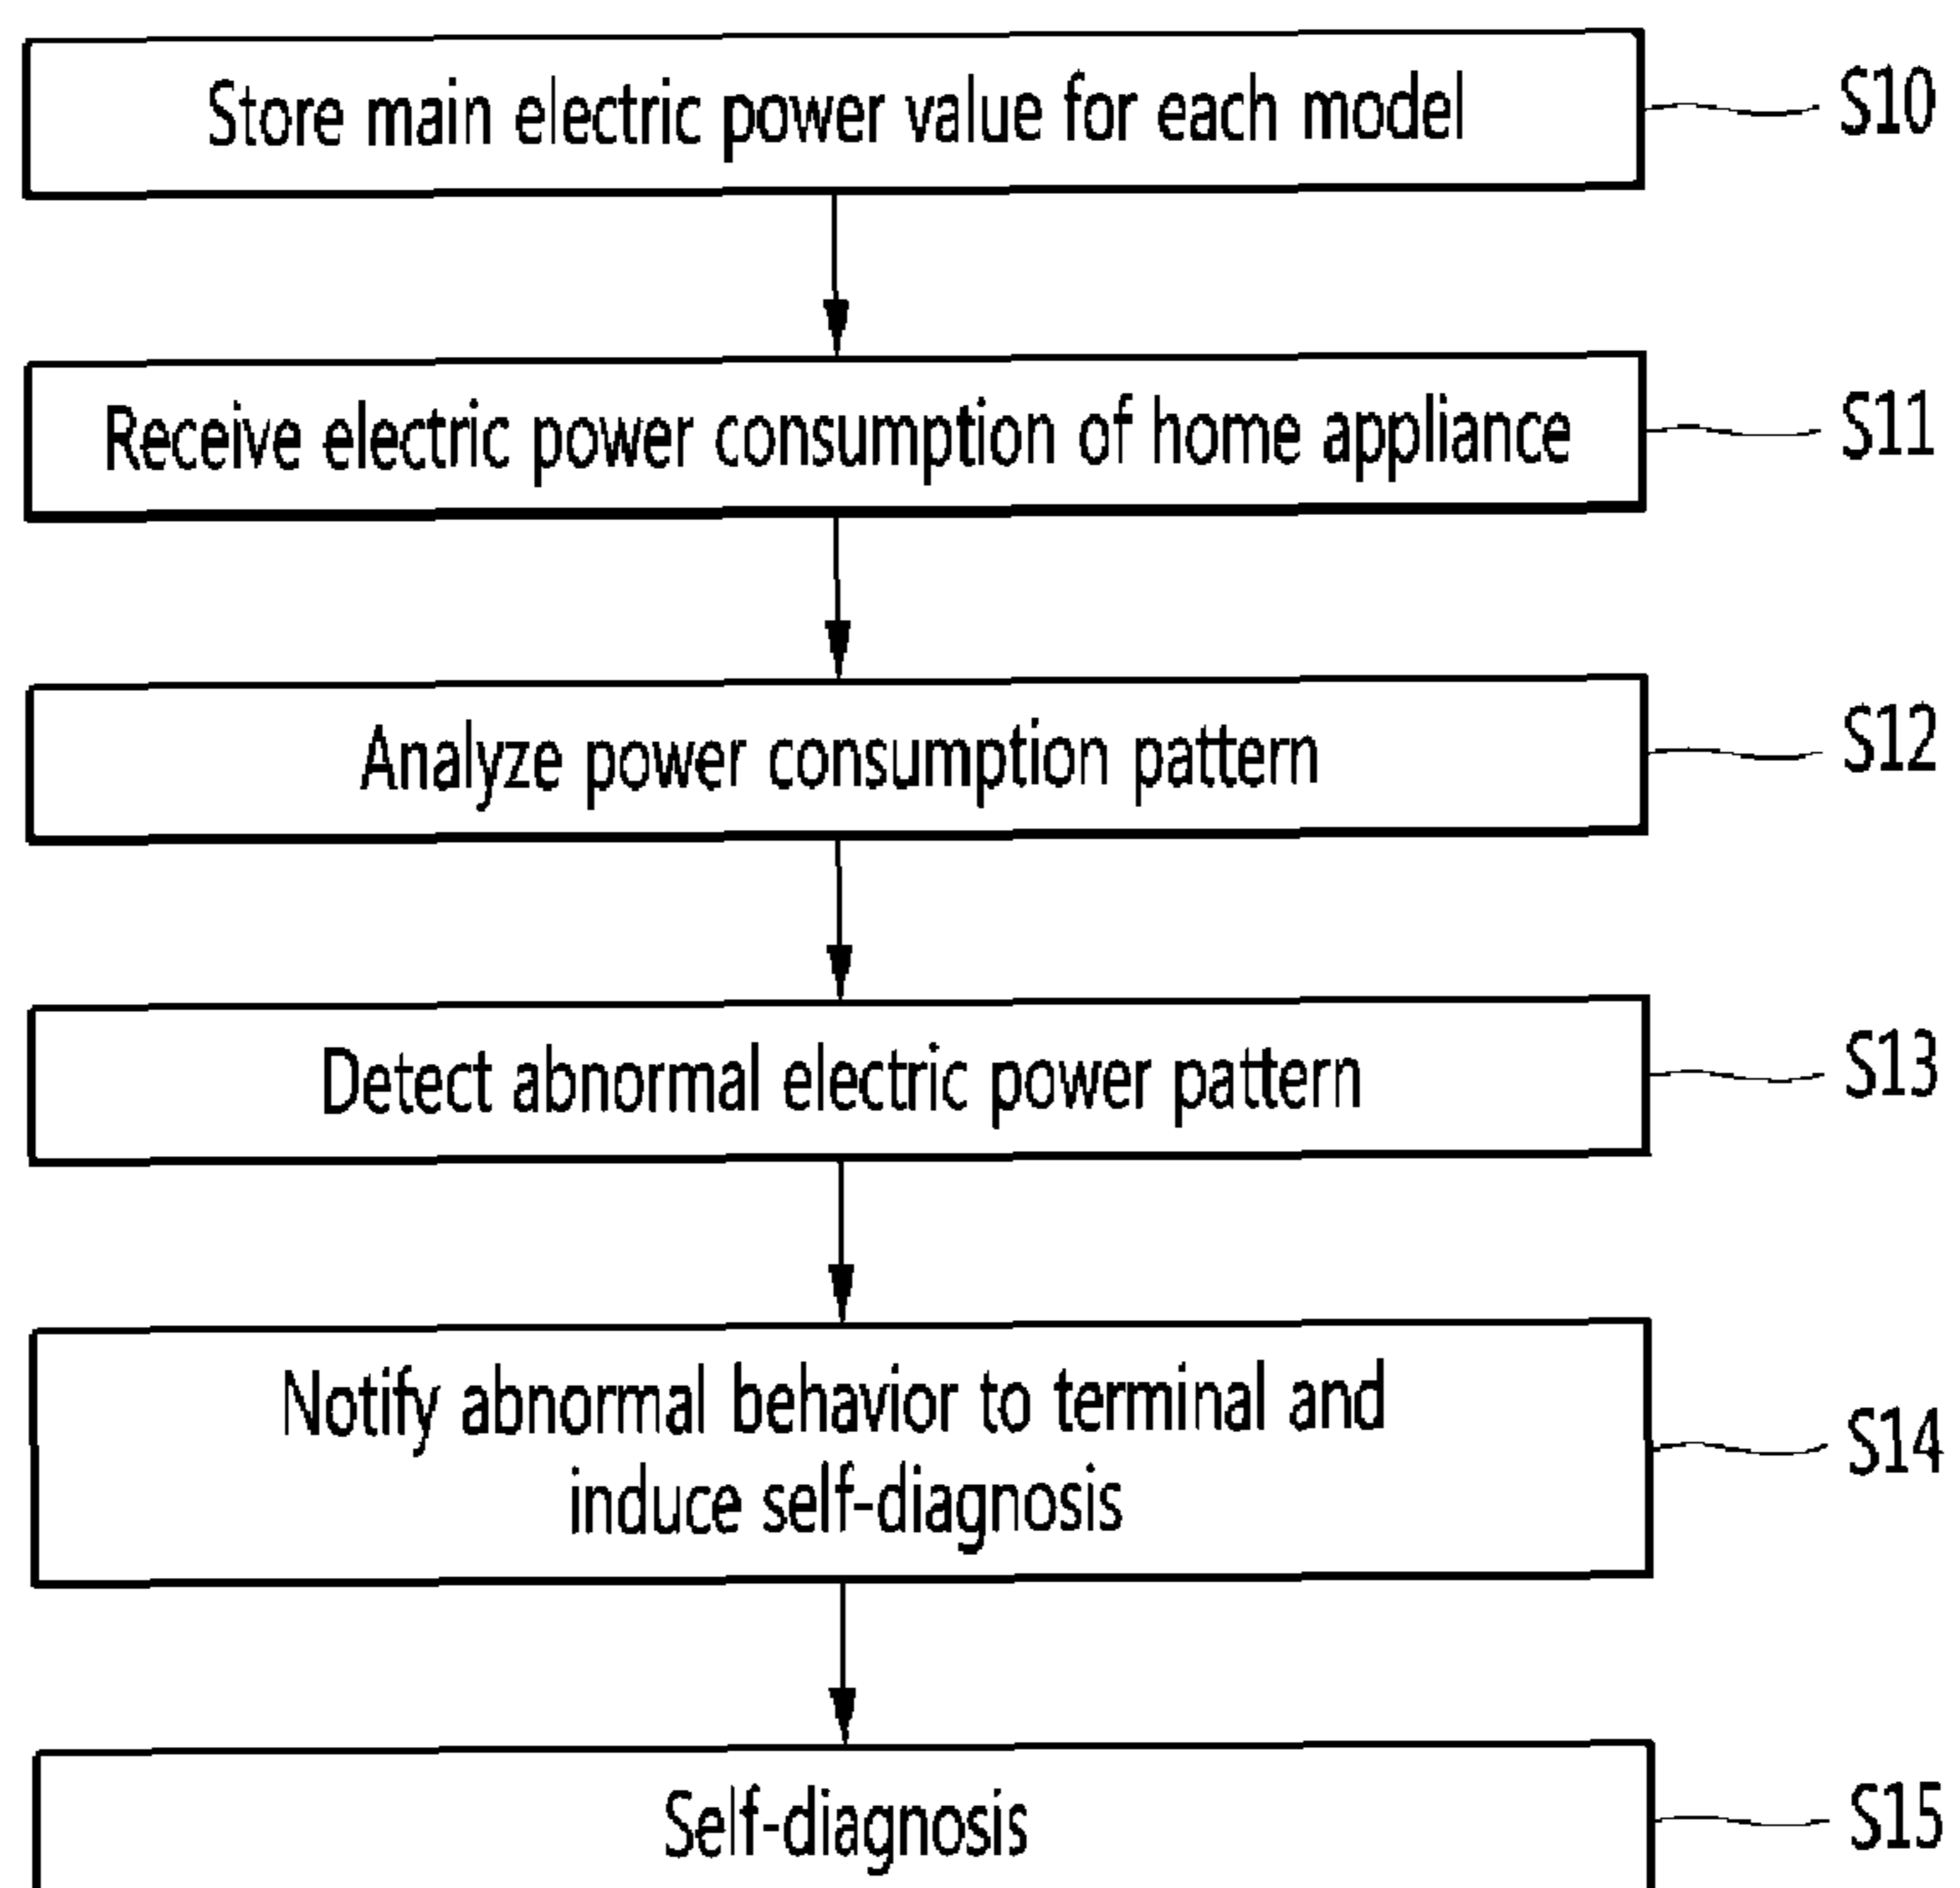 Store main electric power value for each model
S10
Receive electric power consumption of home appliance
S11
Analyze power consumption pattern
S12
Detect abnormal electric power pattern
S13
Notify abnormal behavior to terminal and
induce self-diagnosis
S14
Self-diagnosis
S15